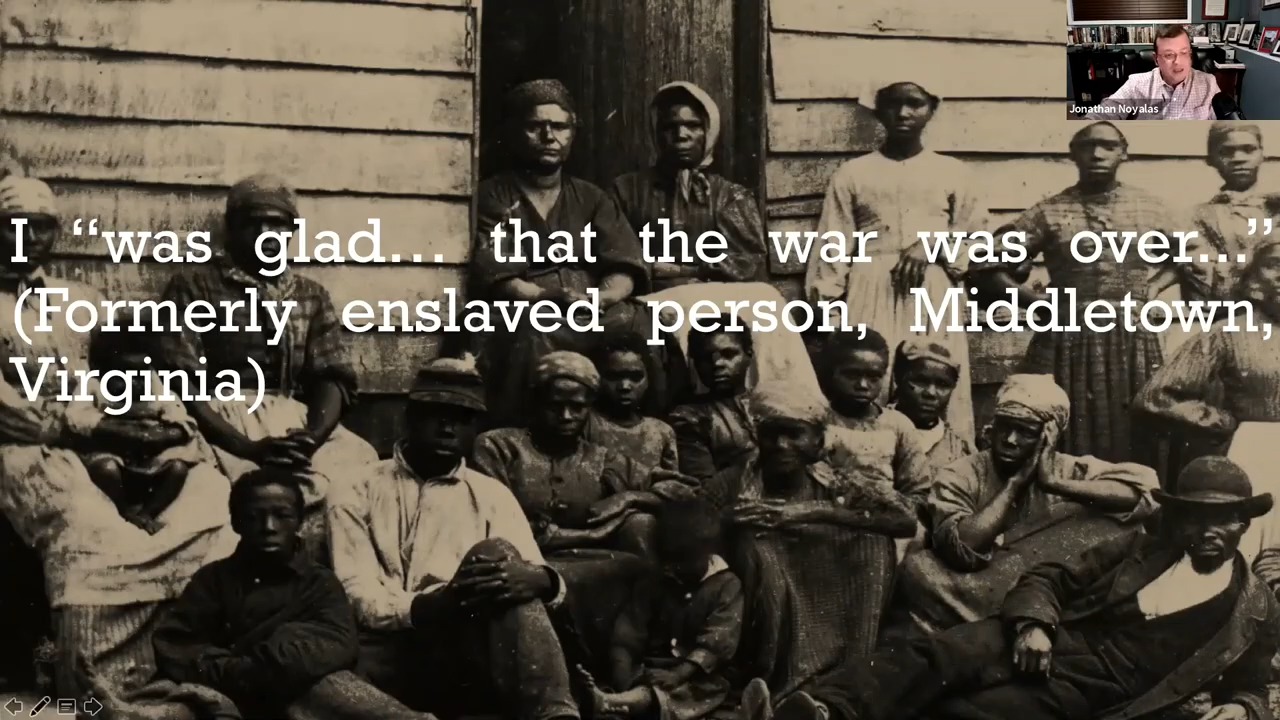 Jonathan Noyalas
I “was glad... that the war was over...”
(Formerly enslaved person, Middletown,
Virginia)